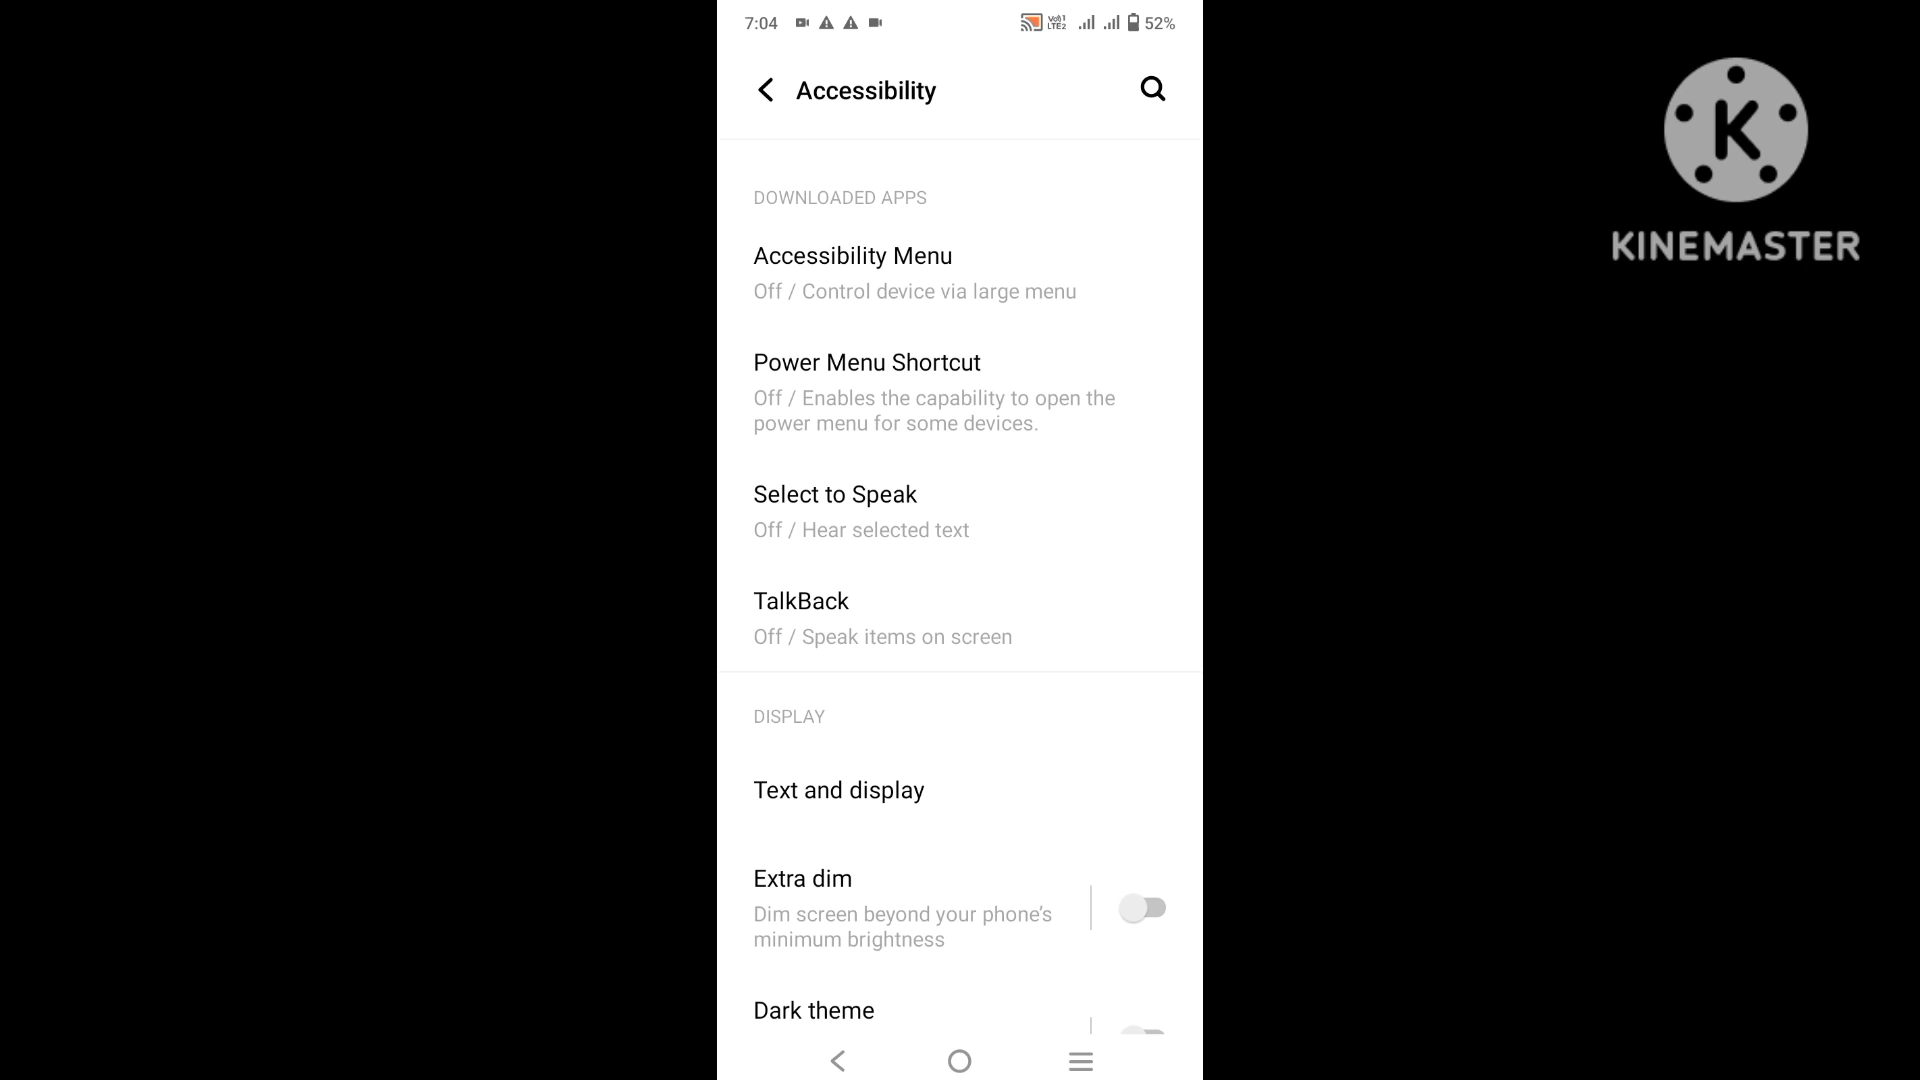 7:04
Vo1
LTE2
52%
Accessibility
K
KINEMASTER
DOWNLOADED APPS
Accessibility Menu
Off / Control device via large menu
Power Menu Shortcut
Off / Enables the capability to open the
power menu for some devices.
Select to Speak
Off / Hear selected text
TalkBack
Off / Speak items on screen
DISPLAY
Text and display
Extra dim
Dim screen beyond your phone’s
minimum brightness
Dark theme